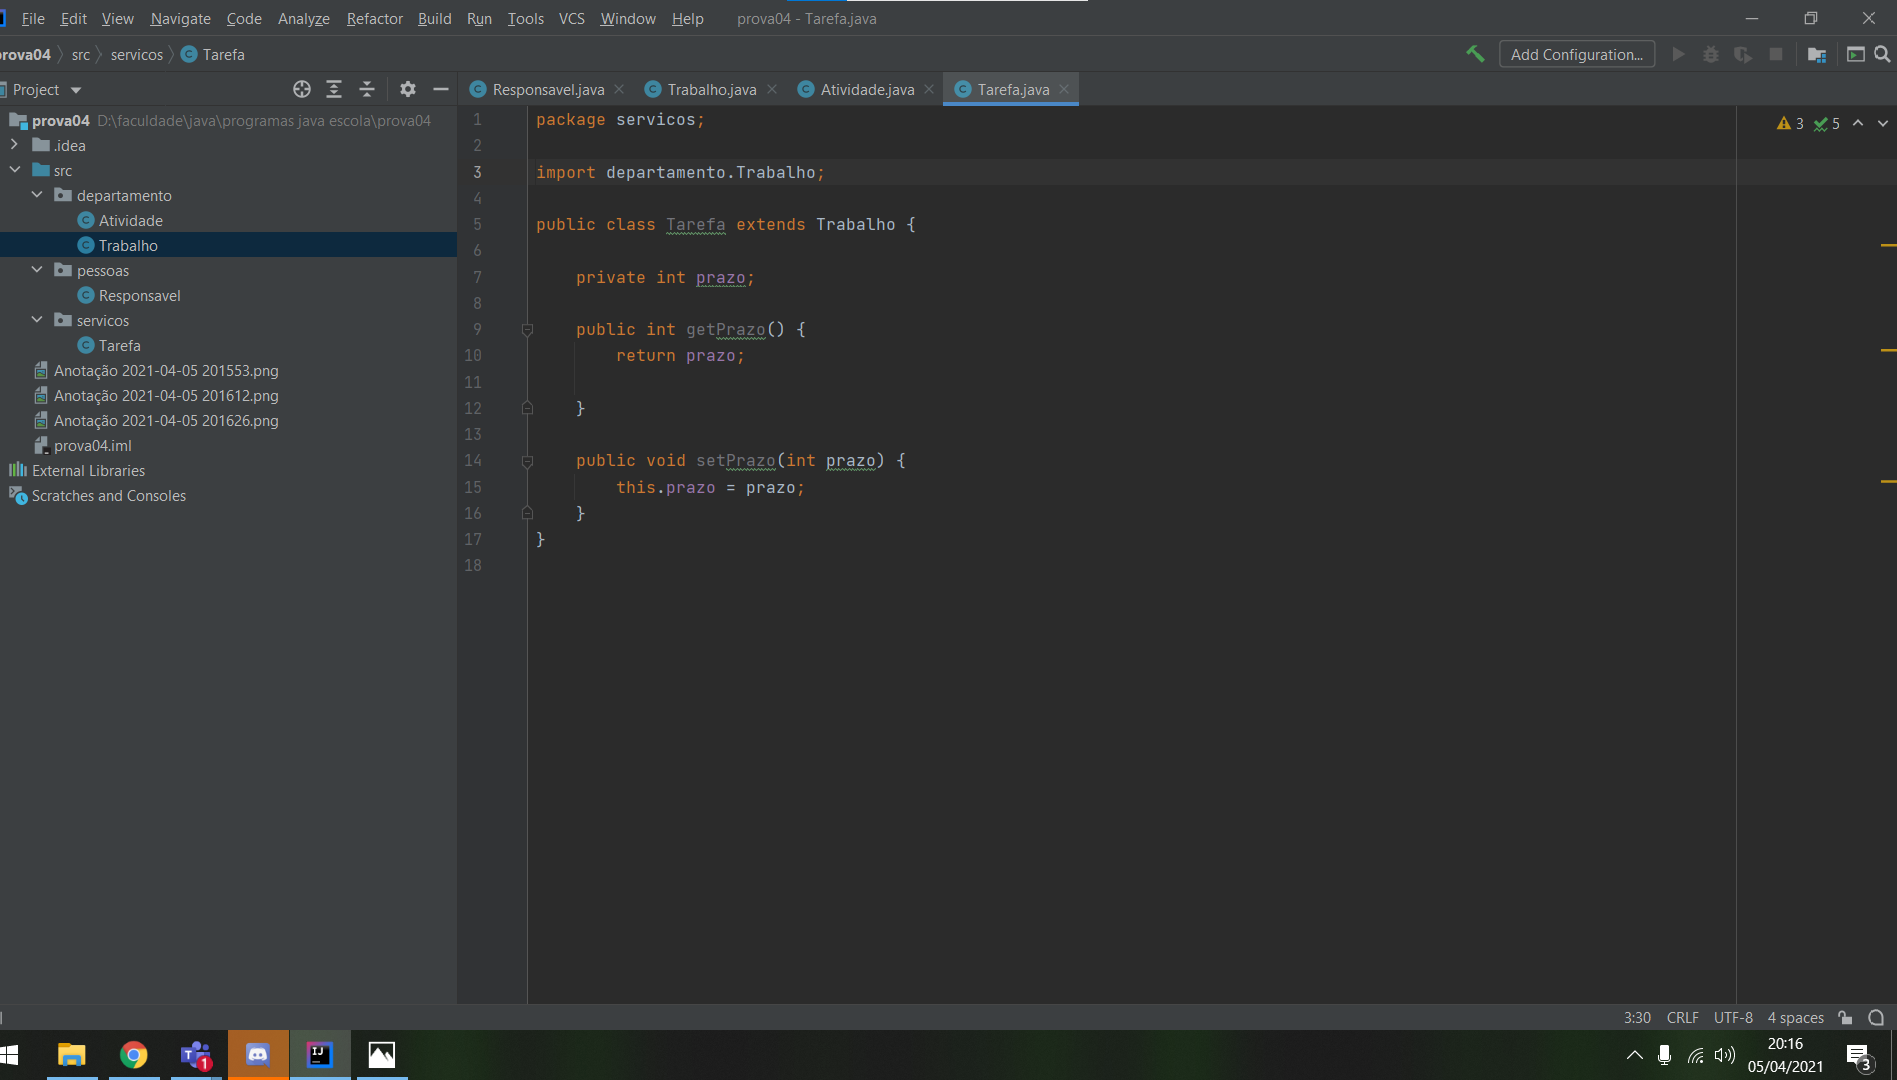 File Edit View Navigate Code Analyze Refactor Build Run Tools VCS Window Help prova04 - Tarefa.java
prova04 src servicos Tarefa Add Configuration...
Project Responsavel.java Trabalho.java Atividade.java Tarefa.java
prova04 D:\faculdade\java\programas java escola\prova04
.idea
src
departamento
Atividade
Trabalho
pessoas
Responsavel
servicos
Tarefa
Anotação 2021-04-05 201553.png
Anotação 2021-04-05 201612.png
Anotação 2021-04-05 201626.png
prova04.iml
External Libraries
Scratches and Consoles
3 5
1 package servicos;
2
3 import departamento.Trabalho;
4
5 public class Tarefa extends Trabalho {
6
7 private int prazo;
8
9 public int getPrazo() {
10 return prazo;
11
12 }
13
14 public void setPrazo(int prazo) {
15 this.prazo = prazo;
16 }
17 }
18
3:30 CRLF UTF-8 4 spaces
T 1 IJ
20:16
05/04/2021 3